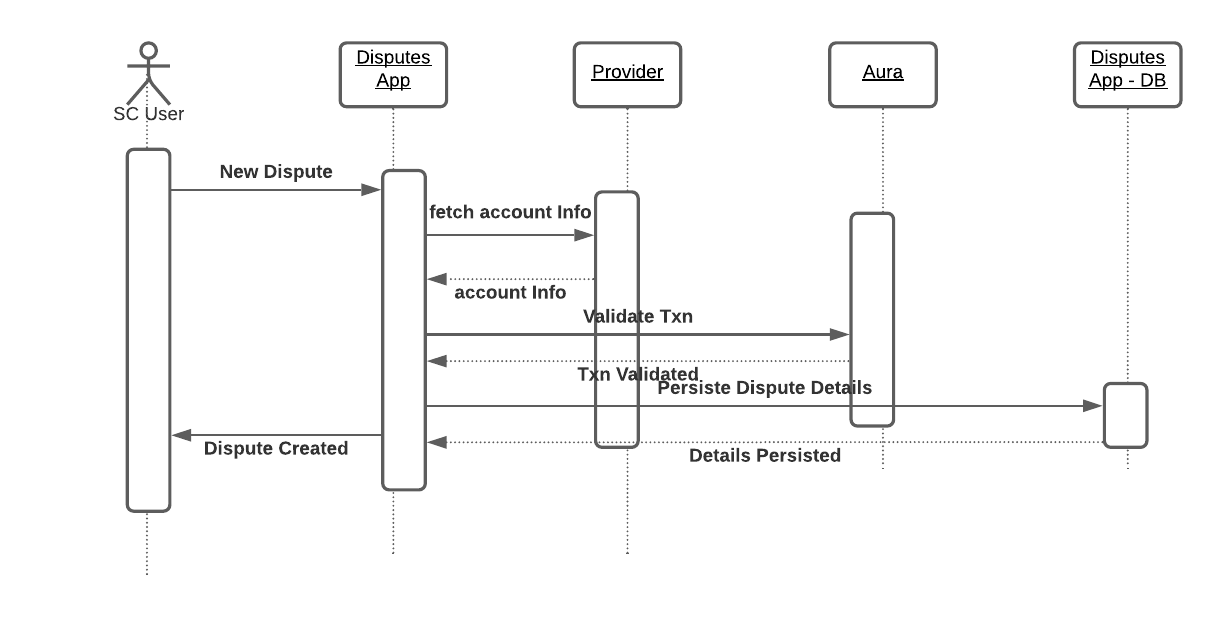 Disputes
App
Provider
Aura
Disputes
App - DB
SC User
New Dispute
fetch account Info
account Info
Validate Txn
Txn Validated
Persiste Dispute Details
Dispute Created
Details Persisted